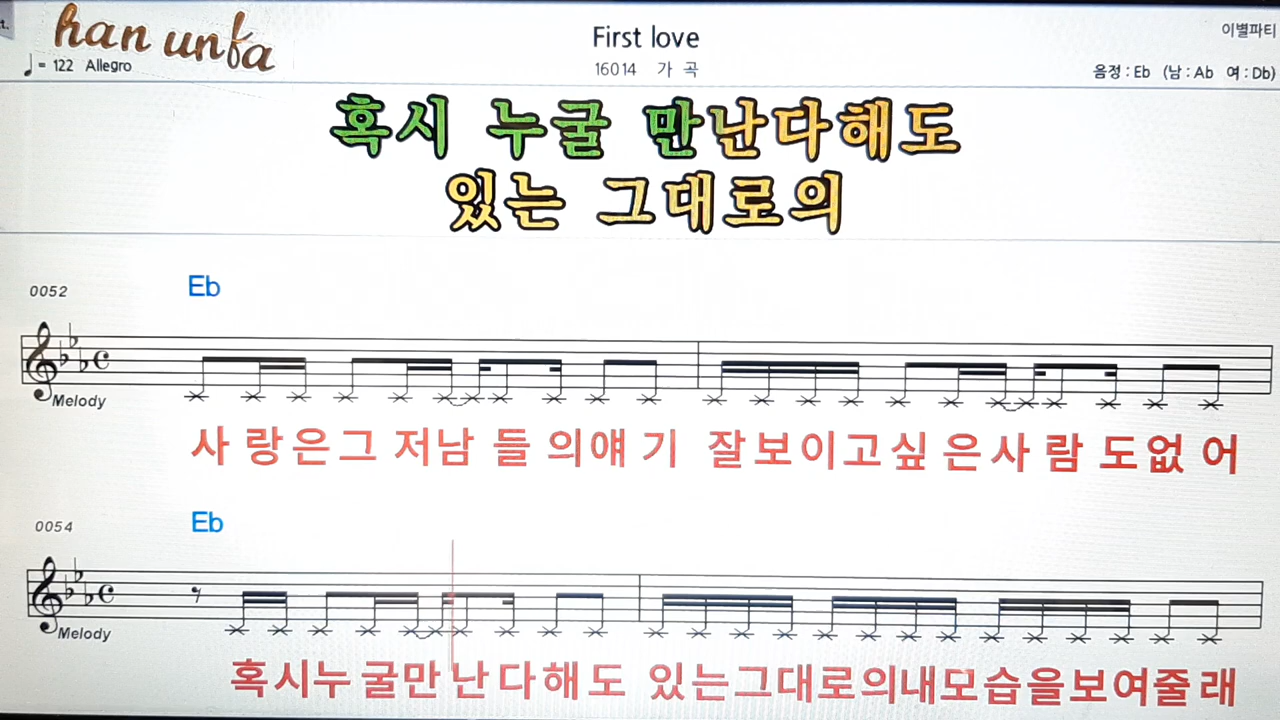 t.
han unfa
♩ = 122 Allegro
First love
16014 가 곡
이별파티
음정 : Eb (남 : Ab 여 : Db)
혹시 누굴 만난다해도
있는 그대로의
0052
Eb
Melody
사 랑 은 그 저 남 들 의 얘 기 잘 보 이 고 싶 은 사 람 도 없 어
0054
Eb
Melody
혹 시 누 굴 만 난 다 해 도 있 는 그 대 로 의 내 모 습 을 보 여 줄 래